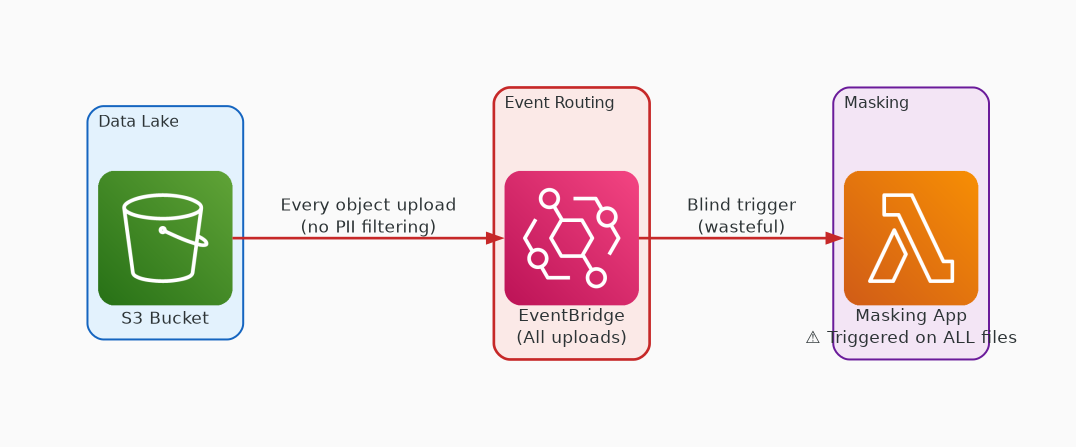 Data Lake
S3 Bucket
Every object upload
(no PII filtering)
Event Routing
EventBridge
(All uploads)
Blind trigger
(wasteful)
Masking
Masking App
⚠ Triggered on ALL files